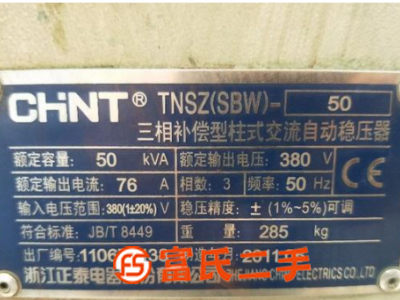 CHINT® TNSZ(SBW)- 50
三相补偿型柱式交流自动稳压器
额定容量: 50 kVA 额定输出电压: 380 V
额定输出电流: 76 A 相数: 3 频率: 50 Hz
输入电压范围: 380(1±20%) V 稳压精度: ±(1%~5%)可调
符合标准: JB/T 8449 重 量: 285 kg
出厂编号 1106 2011
富氏二手
浙江正泰电器 ELECTRICS CO.,LTD.